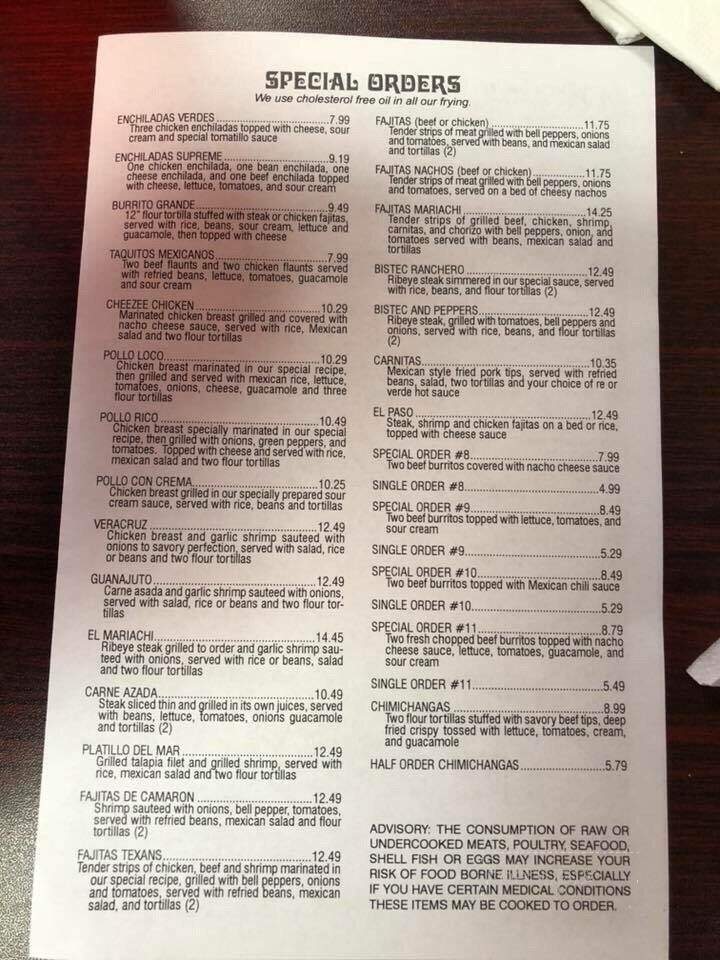 SPECIAL ORDERS
We use cholesterol free oil in all our frying.
ENCHILADAS VERDES..............................7.99
Three chicken enchiladas topped with cheese, sour
cream and special tomatillo sauce
ENCHILADAS SUPREME............................9.19
One chicken enchilada, one bean enchilada, one
cheese enchilada, and one beef enchilada topped
with cheese, lettuce, tomatoes, and sour cream
BURRITO GRANDE....................................9.49
12" flour tortilla stuffed with steak or chicken fajitas,
served with rice, beans, sour cream, lettuce and
guacamole, then topped with cheese
TAQUITOS MEXICANOS..............................7.99
Two beef flaunts and two chicken flaunts served
with refried beans, lettuce, tomatoes, guacamole
and sour cream
CHEEZEE CHICKEN..................................10.29
Marinated chicken breast grilled and covered with
nacho cheese sauce, served with rice, Mexican
salad and two flour tortillas
POLLO LOCO..........................................10.29
Chicken breast marinated in our special recipe,
then grilled and served with mexican rice, lettuce,
tomatoes, onions, cheese, guacamole and three
flour tortillas
POLLO RICO...........................................10.49
Chicken breast specially marinated in our special
recipe, then grilled with onions, green peppers, and
tomatoes. Topped with cheese and served with rice,
mexican salad and two flour tortillas
POLLO CON CREMA..................................10.25
Chicken breast grilled in our specially prepared sour
cream sauce, served with rice, beans and tortillas
VERACRUZ.............................................12.49
Chicken breast and garlic shrimp sauteed with
onions to savory perfection, served with salad, rice
or beans and two flour tortillas
GUANAJUTO...........................................12.49
Carne asada and garlic shrimp sauteed with onions,
served with salad, rice or beans and two flour tor-
tillas
EL MARIACHI..........................................14.45
Ribeye steak grilled to order and garlic shrimp sau-
teed with onions, served with rice or beans, salad
and two flour tortillas
CARNE AZADA........................................10.49
Steak sliced thin and grilled in its own juices, served
with beans, lettuce, tomatoes, onions guacamole
and tortillas (2)
PLATILLO DEL MAR..................................12.49
Grilled talapia filet and grilled shrimp, served with
rice, mexican salad and two flour tortillas
FAJITAS DE CAMARON..............................12.49
Shrimp sauteed with onions, bell pepper, tomatoes,
served with refried beans, mexican salad and flour
tortillas (2)
FAJITAS TEXANS......................................12.49
Tender strips of chicken, beef and shrimp marinated in
our special recipe, grilled with bell peppers, onions
and tomatoes, served with refried beans, mexican
salad, and tortillas (2)
FAJITAS (beef or chicken)..........................11.75
Tender strips of meat grilled with bell peppers, onions
and tomatoes, served with beans, and mexican salad
and tortillas (2)
FAJITAS NACHOS (beef or chicken)..............11.75
Tender strips of meat grilled with bell peppers, onions
and tomatoes, served on a bed of cheesy nachos
FAJITAS MARIACHI...................................14.25
Tender strips of grilled beef, chicken, shrimp,
carnitas, and chorizo with bell peppers, onion, and
tomatoes served with beans, mexican salad and
tortillas
BISTEC RANCHERO..................................12.49
Ribeye steak simmered in our special sauce, served
with rice, beans, and flour tortillas (2)
BISTEC AND PEPPERS...............................12.49
Ribeye steak, grilled with tomatoes, bell peppers and
onions, served with rice, beans, and flour tortillas
(2)
CARNITAS..............................................10.35
Mexican style fried pork tips, served with refried
beans, salad, two tortillas and your choice of re or
verde hot sauce
EL PASO................................................12.49
Steak, shrimp and chicken fajitas on a bed or rice,
topped with cheese sauce
SPECIAL ORDER #8...................................7.99
Two beef burritos covered with nacho cheese sauce
SINGLE ORDER #8.....................................4.99
SPECIAL ORDER #9...................................8.49
Two beef burritos topped with lettuce, tomatoes, and
sour cream
SINGLE ORDER #9.....................................5.29
SPECIAL ORDER #10..................................8.49
Two beef burritos topped with Mexican chili sauce
SINGLE ORDER #10....................................5.29
SPECIAL ORDER #11..................................8.79
Two fresh chopped beef burritos topped with nacho
cheese sauce, lettuce, tomatoes, guacamole, and
sour cream
SINGLE ORDER #11....................................5.49
CHIMICHANGAS........................................8.99
Two flour tortillas stuffed with savory beef tips, deep
fried crispy tossed with lettuce, tomatoes, cream,
and guacamole
HALF ORDER CHIMICHANGAS......................5.79
ADVISORY: THE CONSUMPTION OF RAW OR
UNDERCOOKED MEATS, POULTRY, SEAFOOD,
SHELL FISH OR EGGS MAY INCREASE YOUR
RISK OF FOOD BORNE ILLNESS, ESPECIALLY
IF YOU HAVE CERTAIN MEDICAL CONDITIONS
THESE ITEMS MAY BE COOKED TO ORDER.